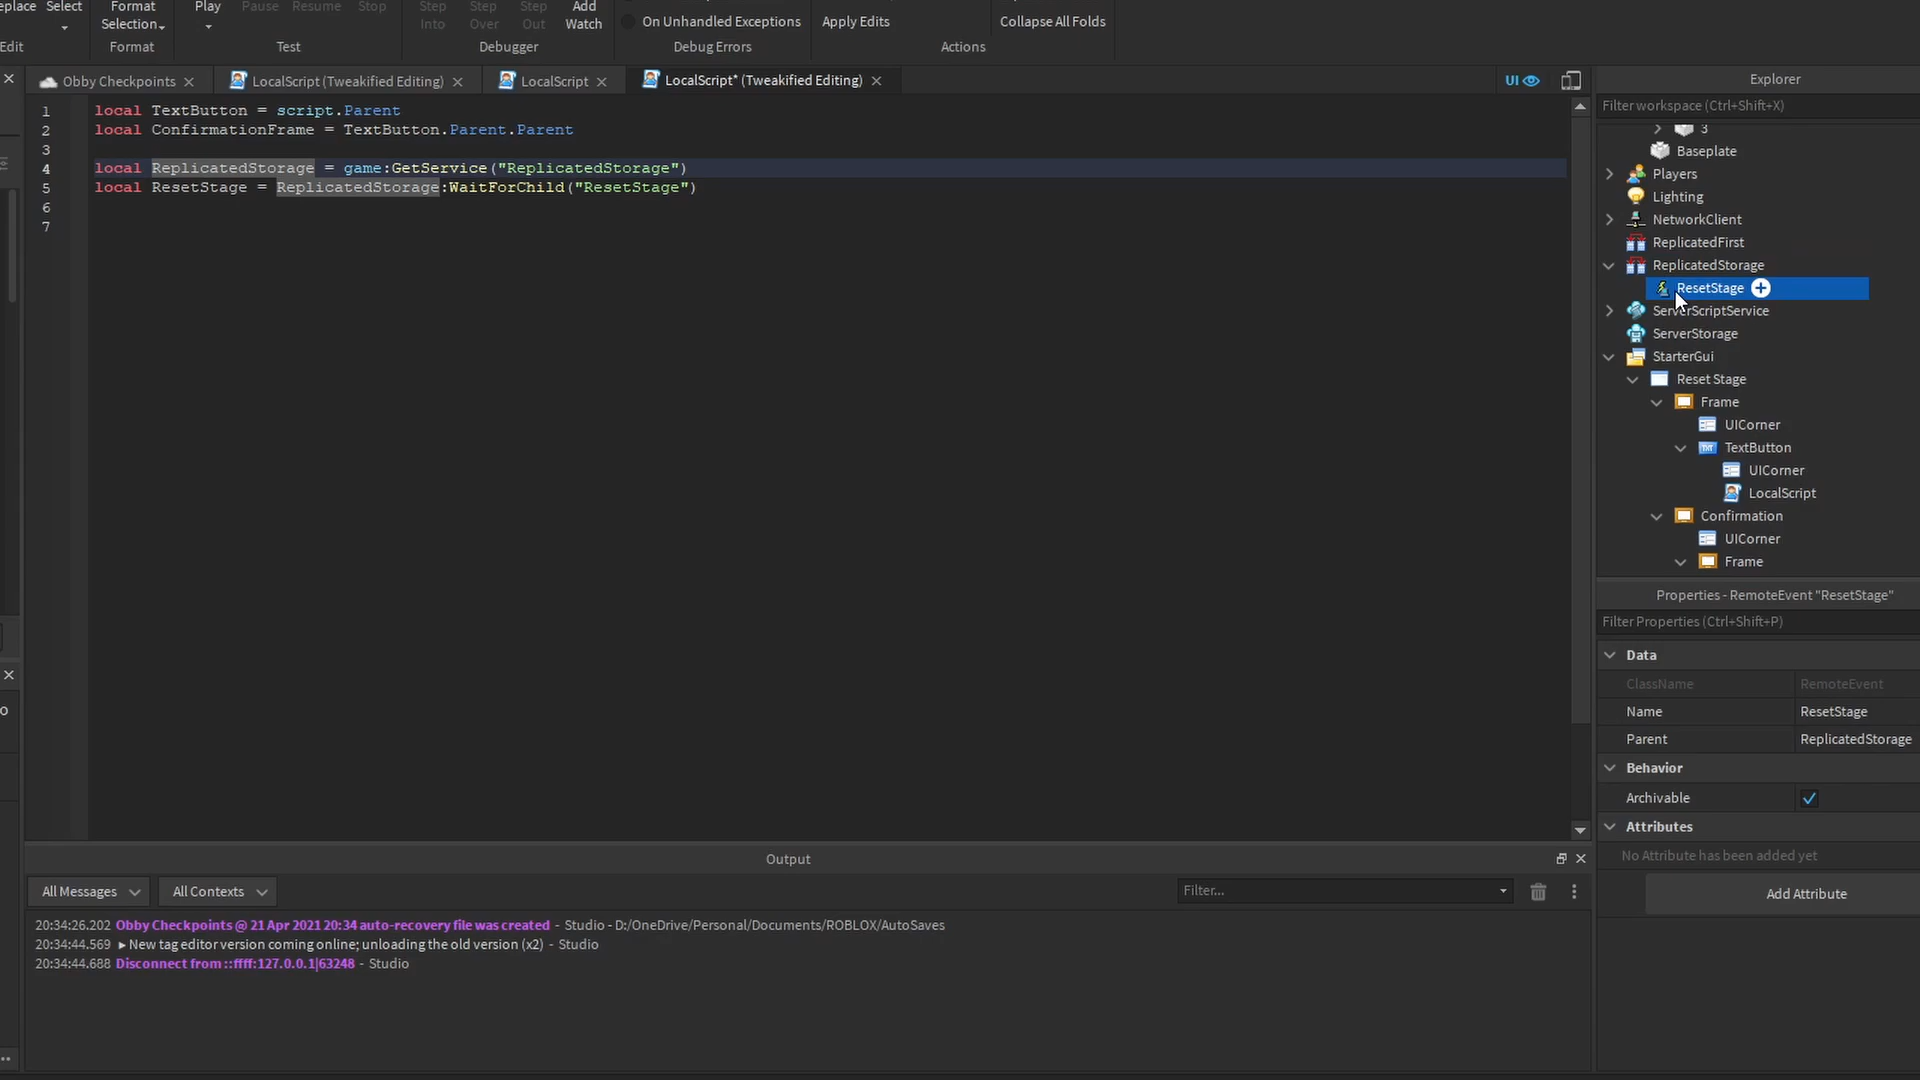 eplace
Select
Edit
Format
Selection
Format
Play
Pause
Resume
Stop
Test
Step
Into
Step
Over
Step
Out
Add
Watch
Debugger
On Unhandled Exceptions
Debug Errors
Apply Edits
Collapse All Folds
Actions
Obby Checkpoints
LocalScript (Tweakified Editing)
LocalScript
LocalScript* (Tweakified Editing)
UI
1 local TextButton = script.Parent
2 local ConfirmationFrame = TextButton.Parent.Parent
3
4 local ReplicatedStorage = game:GetService("ReplicatedStorage")
5 local ResetStage = ReplicatedStorage:WaitForChild("ResetStage")
6
7
Explorer
Filter workspace (Ctrl+Shift+X)
3
Baseplate
Players
Lighting
NetworkClient
ReplicatedFirst
ReplicatedStorage
ResetStage
ServerScriptService
ServerStorage
StarterGui
Reset Stage
Frame
UICorner
TextButton
TXT
UICorner
LocalScript
Confirmation
UICorner
Frame
Properties - RemoteEvent "ResetStage"
Filter Properties (Ctrl+Shift+P)
Data
ClassName RemoteEvent
Name ResetStage
Parent ReplicatedStorage
Behavior
Archivable
Attributes
No Attribute has been added yet
Add Attribute
Output
All Messages
All Contexts
Filter...
20:34:26.202 Obby Checkpoints @ 21 Apr 2021 20:34 auto-recovery file was created - Studio - D:/OneDrive/Personal/Documents/ROBLOX/AutoSaves
20:34:44.569 ▸ New tag editor version coming online; unloading the old version (x2) - Studio
20:34:44.688 Disconnect from ::ffff:127.0.0.1|63248 - Studio